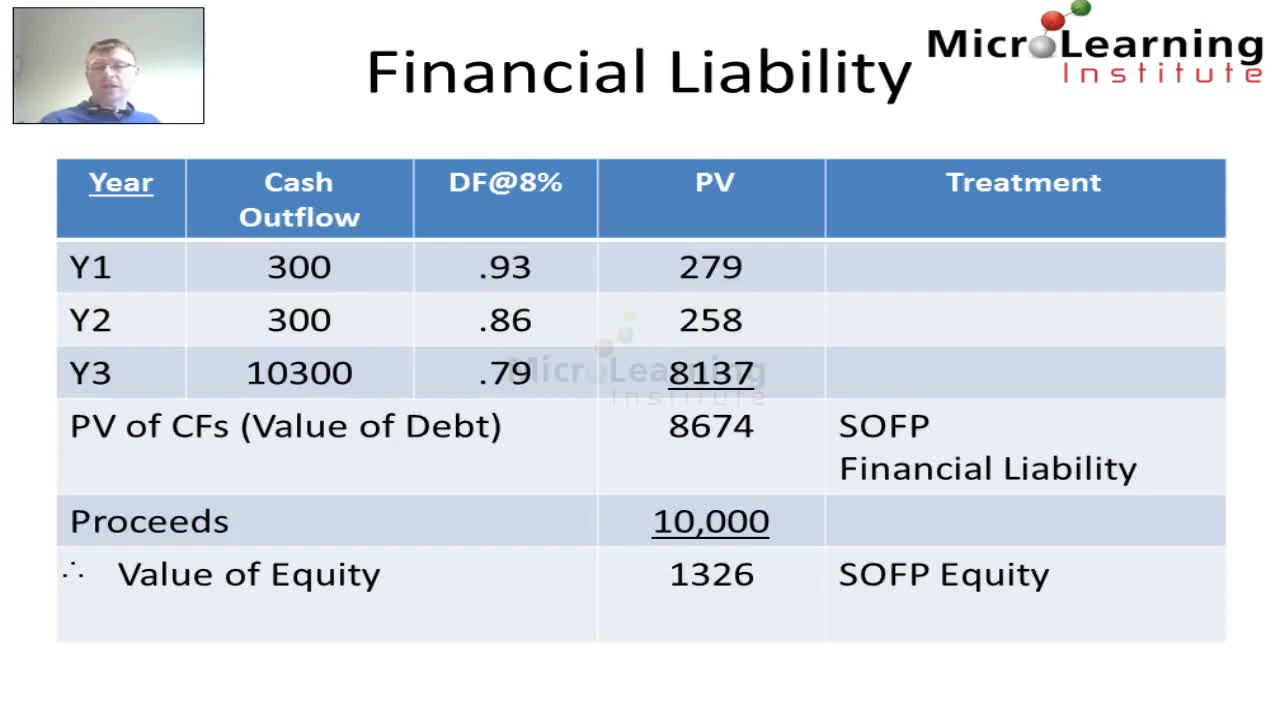 Financial Liability
MicroLearning
Institute
Year Cash Outflow DF@8% PV Treatment
Y1 300 .93 279
Y2 300 .86 258
Y3 10300 .79 8137
MicroLearning
Institute
PV of CFs (Value of Debt) 8674 SOFP
Financial Liability
Proceeds 10,000
∴ Value of Equity 1326 SOFP Equity